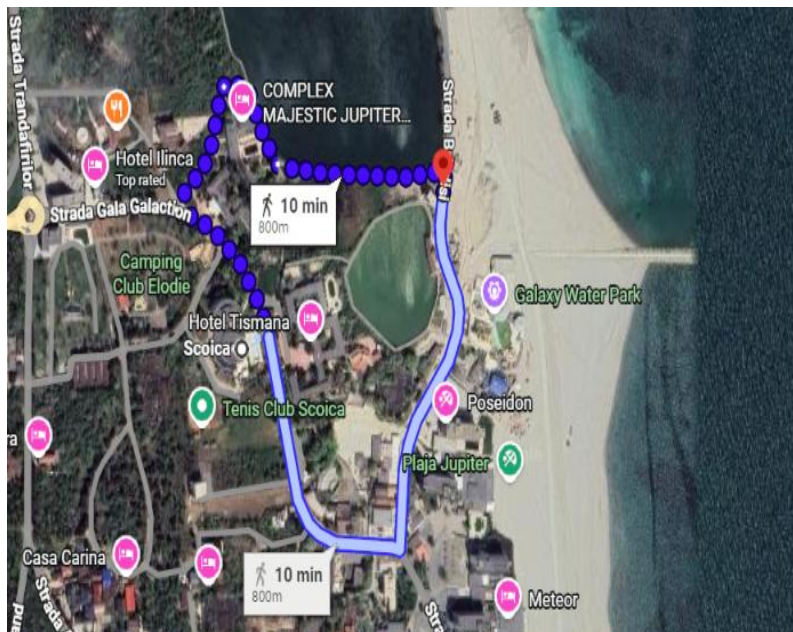 Strada Trandafirilor
COMPLEX
MAJESTIC JUPITER...
Hotel Ilinca
Top rated
Strada Gala Galaction
10 min
800m
Camping
Club Elodie
Galaxy Water Park
Hotel Tismana
Scoica
Tenis Club Scoica
Poseidon
Plaja Jupiter
10 min
800m
Casa Carina
Meteor
Strada